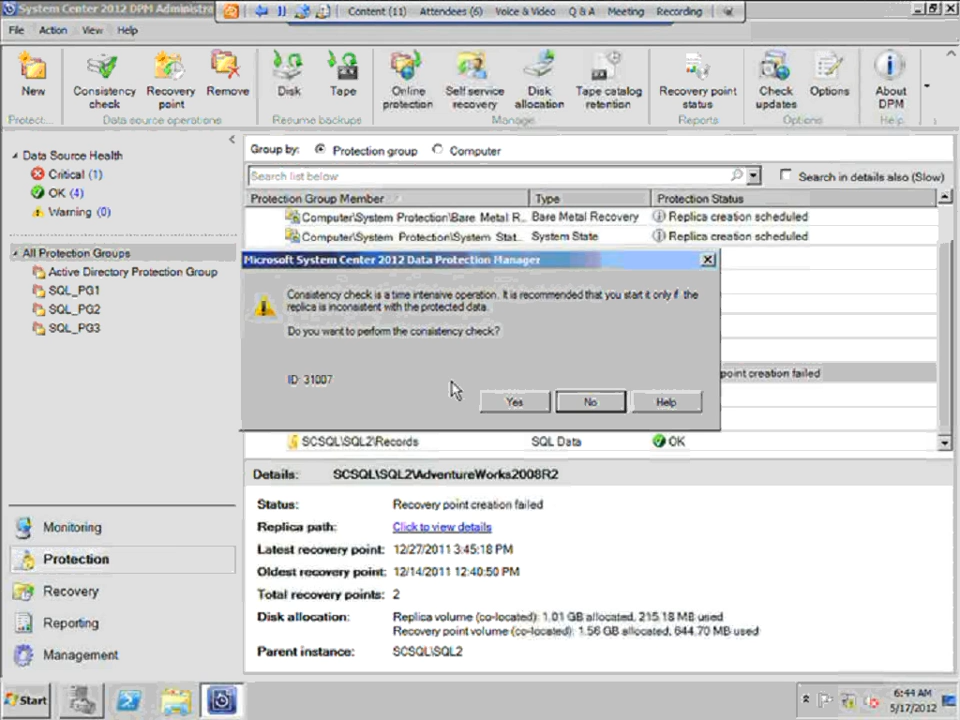 System Center 2012 DPM Administra
Content (11) Attendees (6) Voice & Video Q & A Meeting Recording
File Action View Help
New
Consistency check
Recovery point
Remove
Disk
Tape
Online protection
Self service recovery
Disk allocation
Tape catalog retention
Recovery point status
Check updates
Options
About DPM
Protect...
Data source operations
Resume backups
Manage
Reports
Options
Help
Data Source Health
Critical (1)
OK (4)
Warning (0)
All Protection Groups
Active Directory Protection Group
SQL_PG1
SQL_PG2
SQL_PG3
Monitoring
Protection
Recovery
Reporting
Management
Group by: Protection group Computer
Search list below
Search in details also (Slow)
Protection Group Member Type Protection Status
Computer\System Protection\Bare Metal R... Bare Metal Recovery Replica creation scheduled
Computer\System Protection\System Stat... System State Replica creation scheduled
Microsoft System Center 2012 Data Protection Manager
Consistency check is a time intensive operation. It is recommended that you start it only if the
replica is inconsistent with the protected data.
Do you want to perform the consistency check?
ID: 31007
Yes No Help
point creation failed
SCSQL\SQL2\Records SQL Data OK
Details: SCSQL\SQL2\AdventureWorks2008R2
Status: Recovery point creation failed
Replica path: Click to view details
Latest recovery point: 12/27/2011 3:45:18 PM
Oldest recovery point: 12/14/2011 12:40:50 PM
Total recovery points: 2
Disk allocation: Replica volume (co-located): 1.01 GB allocated, 215.18 MB used
Recovery point volume (co-located): 1.56 GB allocated, 644.70 MB used
Parent instance: SCSQL\SQL2
Start
6:44 AM
5/17/2012